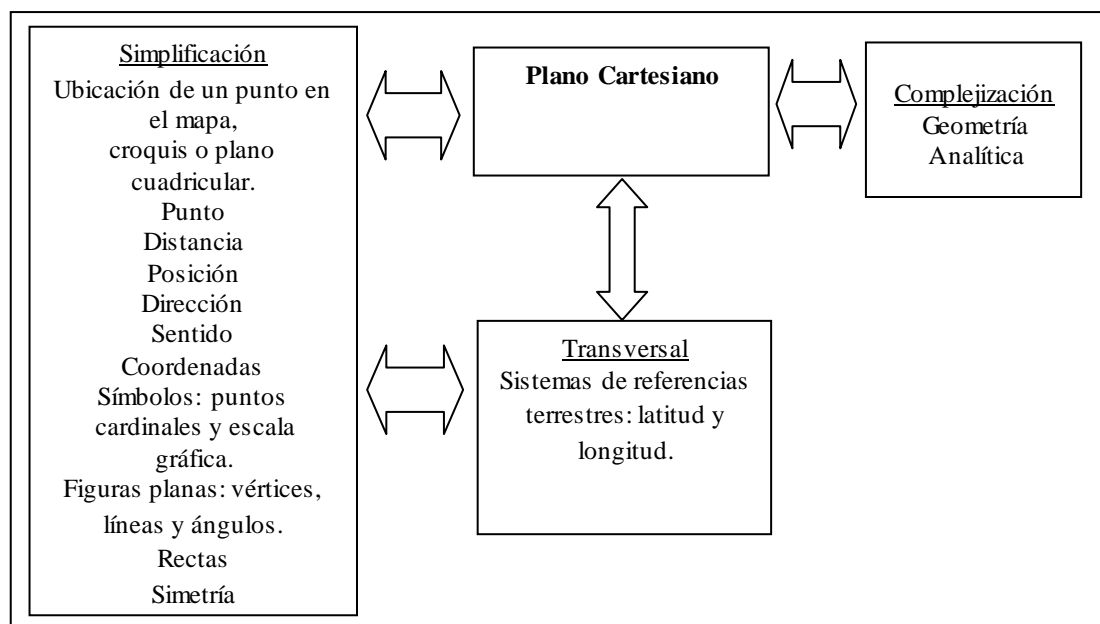 Simplificación
Ubicación de un punto en
el mapa,
croquis o plano
cuadricular.
Punto
Distancia
Posición
Dirección
Sentido
Coordenadas
Símbolos: puntos
cardinales y escala
gráfica.
Figuras planas: vértices,
líneas y ángulos.
Rectas
Simetría
Plano Cartesiano
Complejización
Geometría
Analítica
Transversal
Sistemas de referencias
terrestres: latitud y
longitud.